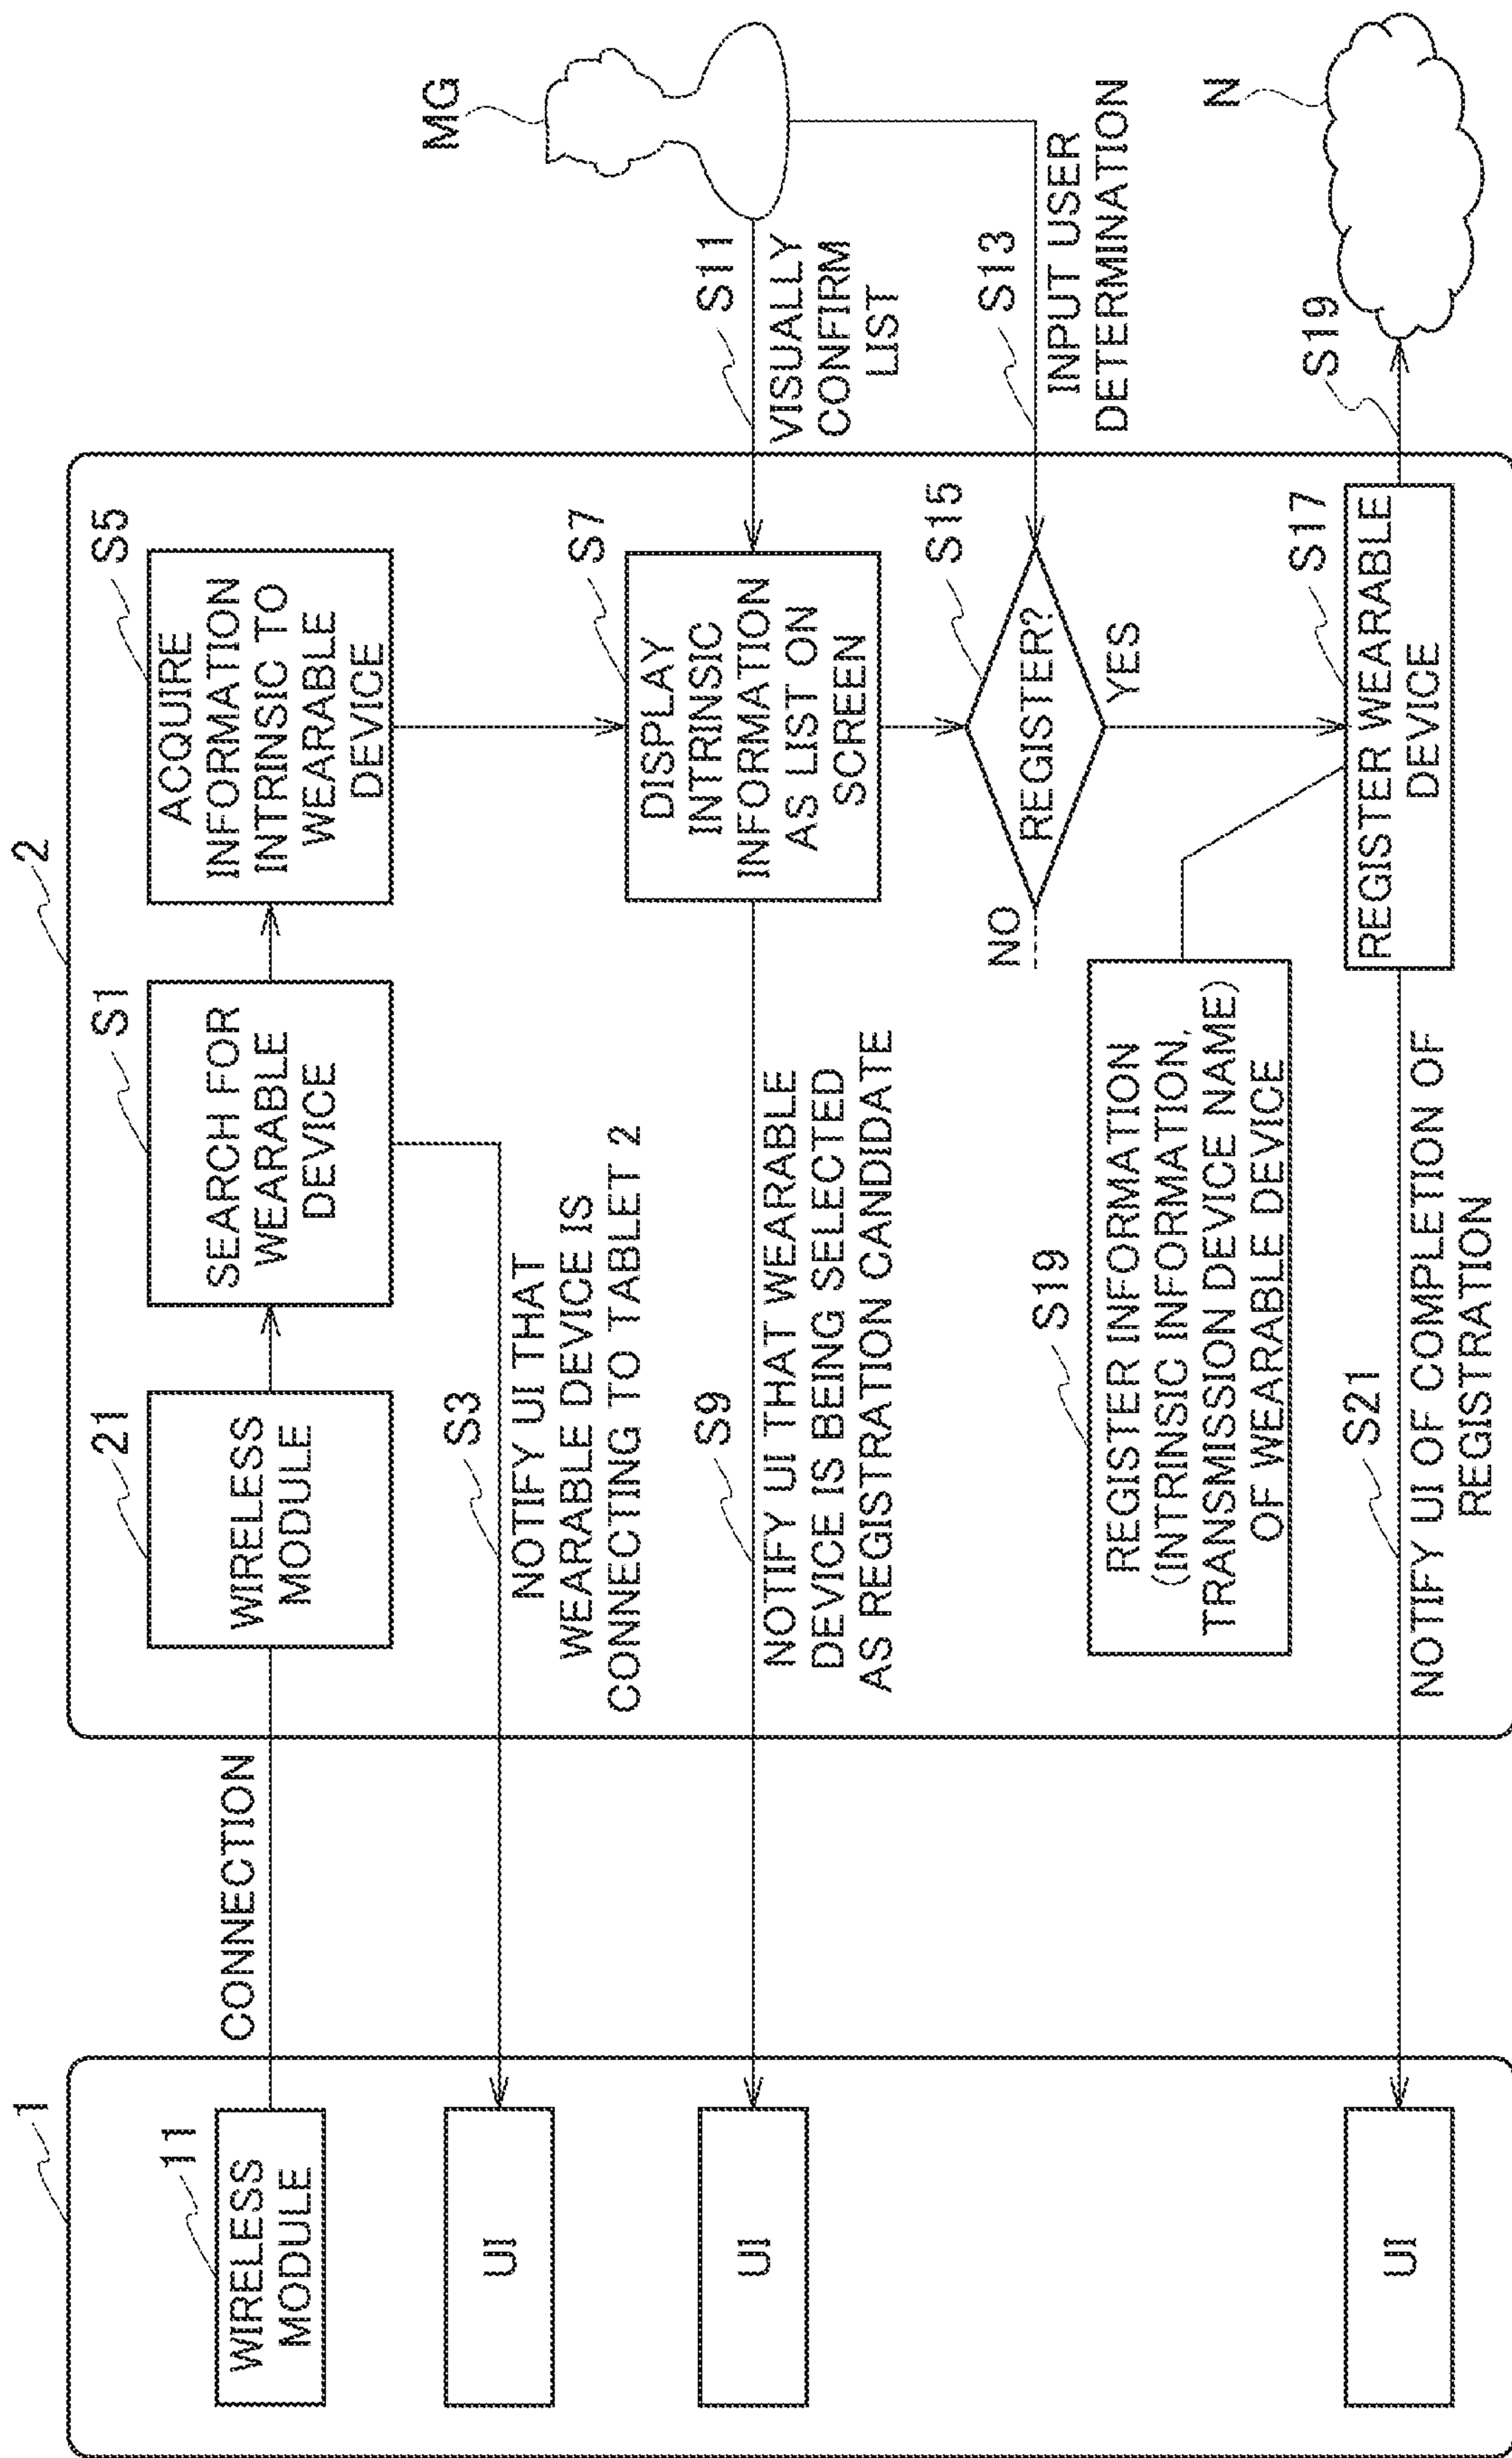 1
11
WIRELESS
MODULE
UI
UI
UI
CONNECTION
2
21
WIRELESS
MODULE
S1
SEARCH FOR
WEARABLE
DEVICE
S5
ACQUIRE
INFORMATION
INTRINSIC TO
WEARABLE
DEVICE
S3
NOTIFY UI THAT
WEARABLE DEVICE IS
CONNECTING TO TABLET 2
S7
DISPLAY
INTRINSIC
INFORMATION
AS LIST ON
SCREEN
S9
NOTIFY UI THAT WEARABLE
DEVICE IS BEING SELECTED
AS REGISTRATION CANDIDATE
MG
S11
VISUALLY
CONFIRM
LIST
S13
INPUT USER
DETERMINATION
S15
REGISTER?
NO
YES
S19
REGISTER INFORMATION
(INTRINSIC INFORMATION,
TRANSMISSION DEVICE NAME)
OF WEARABLE DEVICE
S17
REGISTER WEARABLE
DEVICE
S21
NOTIFY UI OF COMPLETION OF
REGISTRATION
S19
N